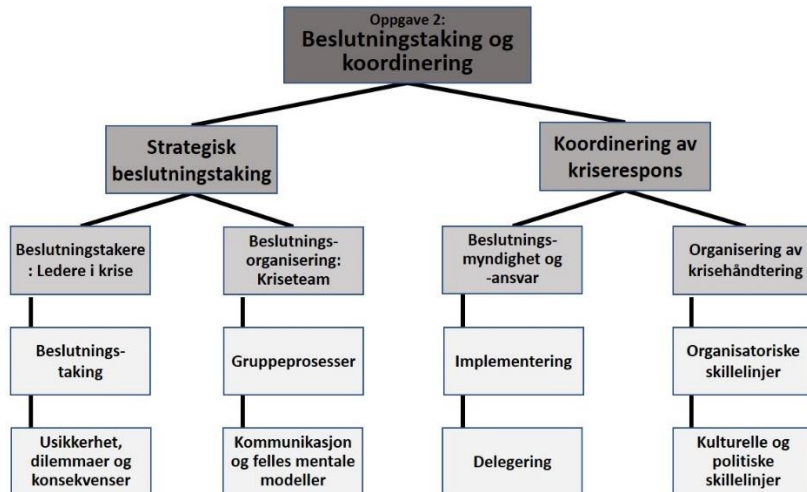 Oppgave 2:
Beslutningstaking og
koordinering
Strategisk
beslutningstaking
Koordinering av
kriserespons
Beslutningstakere
: Ledere i krise
Beslutnings-
organisering:
Kriseteam
Beslutnings-
myndighet og
-ansvar
Organisering av
krisehåndtering
Beslutnings-
taking
Gruppeprosesser
Implementering
Organisatoriske
skillelinjer
Usikkerhet,
dilemmaer og
konsekvenser
Kommunikasjon
og felles mentale
modeller
Delegering
Kulturelle og
politiske
skillelinjer